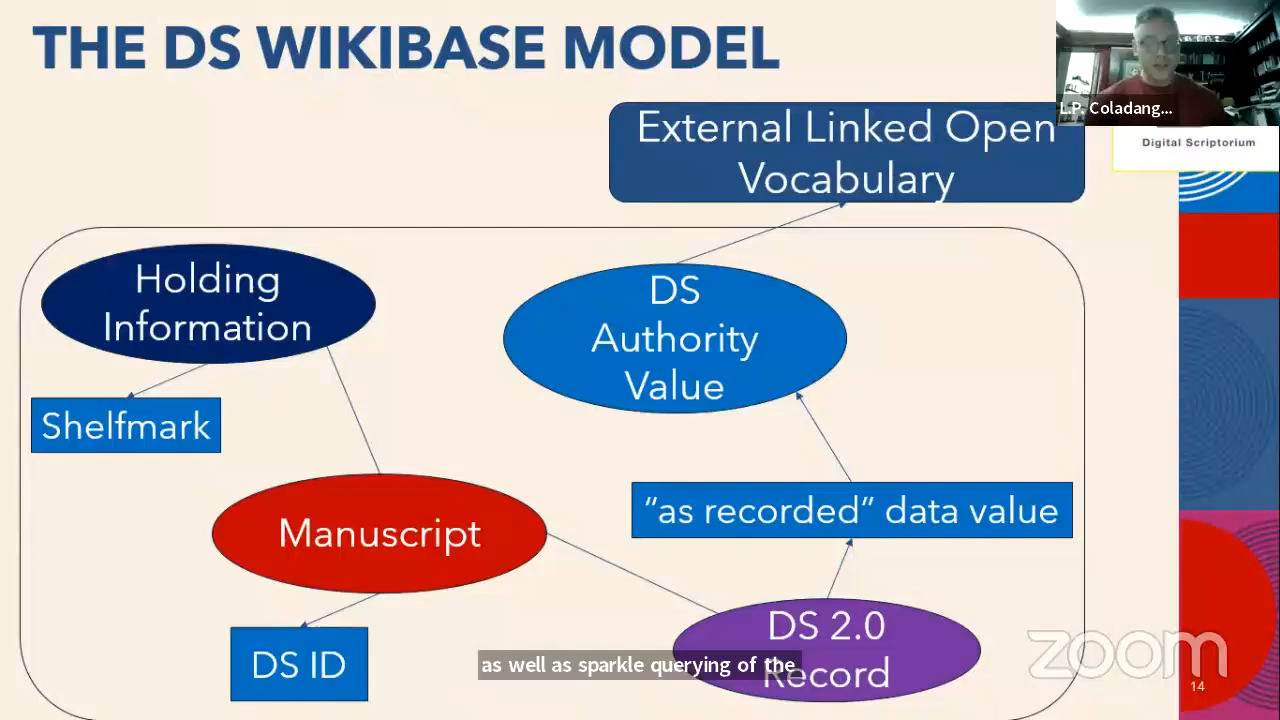 THE DS WIKIBASE MODEL
L.P. Coladang...
External Linked Open
Vocabulary
Digital Scriptorium
Holding
Information
DS
Authority
Value
Shelfmark
"as recorded" data value
Manuscript
DS 2.0
Record
DS ID
as well as sparkle querying of the
zoom
14